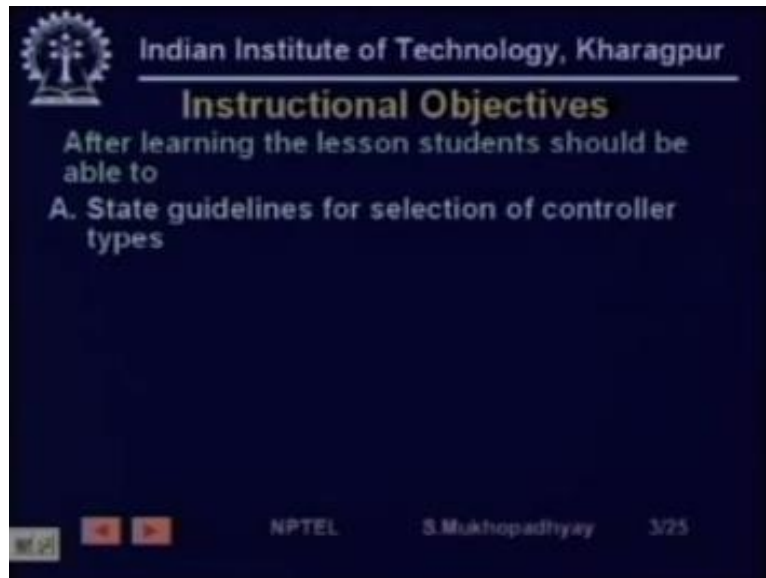 Indian Institute of Technology, Kharagpur
Instructional Objectives
After learning the lesson students should be
able to
A. State guidelines for selection of controller
types
NPTEL S.Mukhopadhyay 3/25